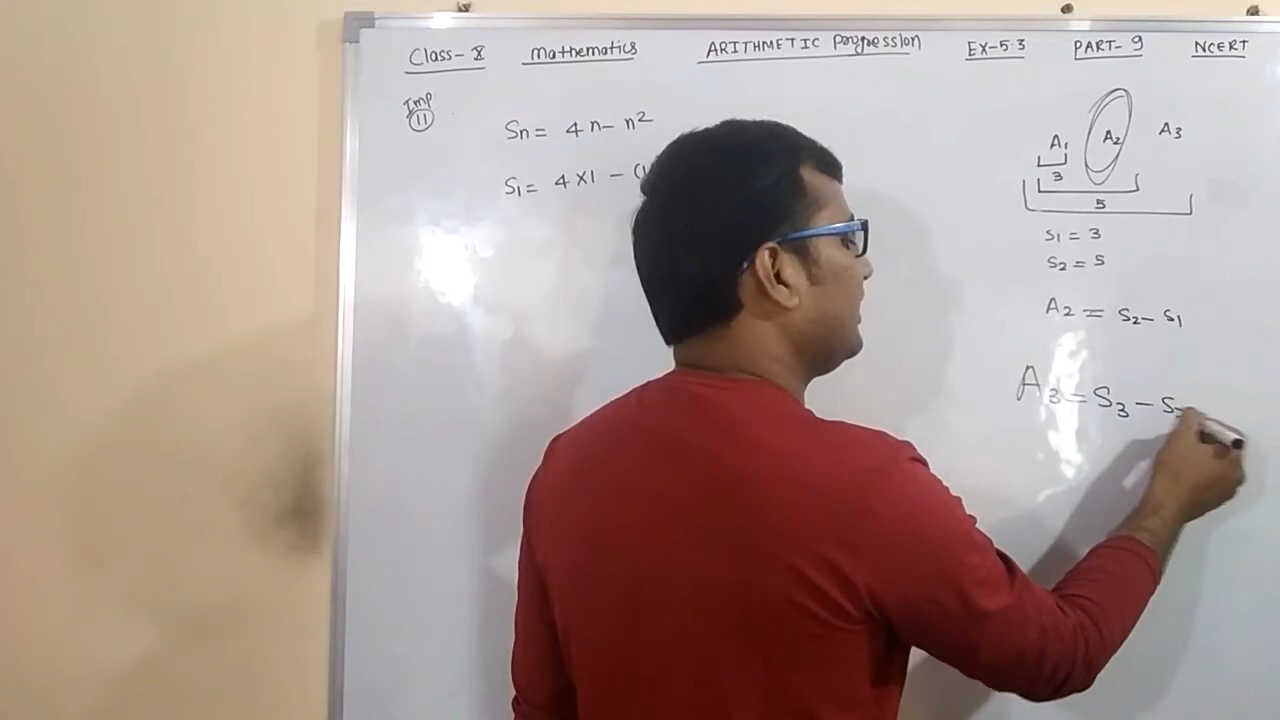 Class- X Mathematics ARITHMETIC Progression EX-5.3 PART-9 NCERT
Imp
11
Sn = 4n - n²
S₁ = 4×1 - (1
A₁ A₂ A₃
3
5
S₁ = 3
S₂ = 5
A₂ = S₂ - S₁
A₃ = S₃ - S